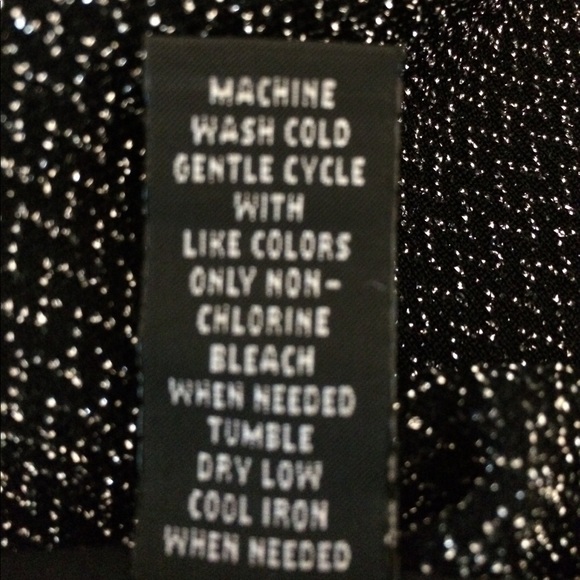 MACHINE
WASH COLD
GENTLE CYCLE
WITH
LIKE COLORS
ONLY NON-
CHLORINE
BLEACH
WHEN NEEDED
TUMBLE
DRY LOW
COOL IRON
WHEN NEEDED